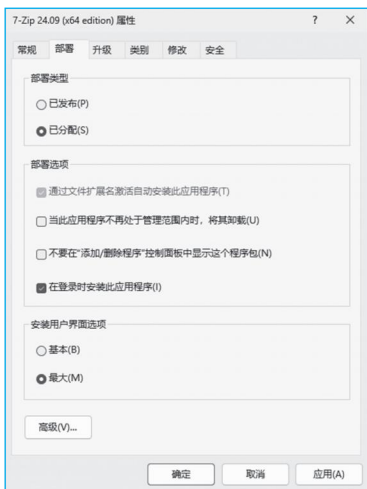 7-Zip 24.09 (x64 edition) 属性
常规 部署 升级 类别 修改 安全
部署类型
已发布(P)
已分配(S)
部署选项
通过文件扩展名激活自动安装此应用程序(T)
当此应用程序不再处于管理范围内时，将其卸载(U)
不要在"添加/删除程序"控制面板中显示这个程序包(N)
在登录时安装此应用程序(I)
安装用户界面选项
基本(B)
最大(M)
高级(V)...
确定 取消 应用(A)